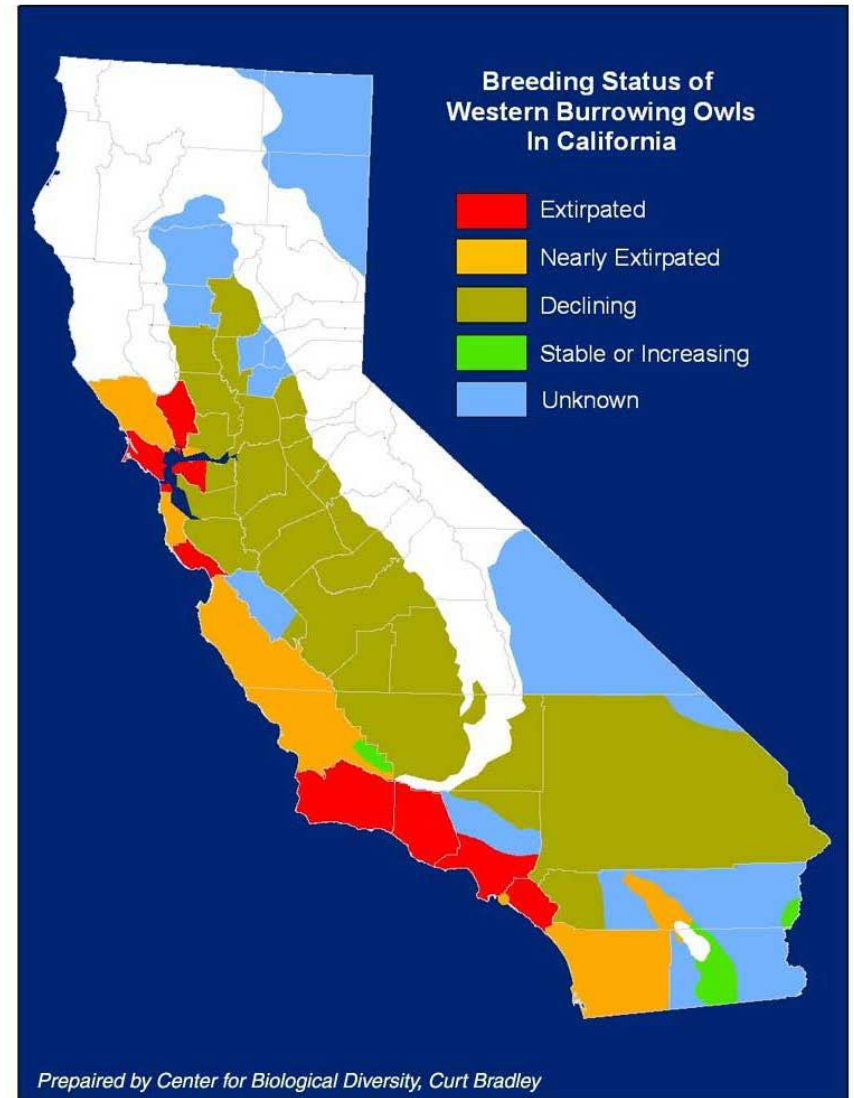 Breeding Status of
Western Burrowing Owls
In California
Extirpated
Nearly Extirpated
Declining
Stable or Increasing
Unknown
Prepaired by Center for Biological Diversity, Curt Bradley